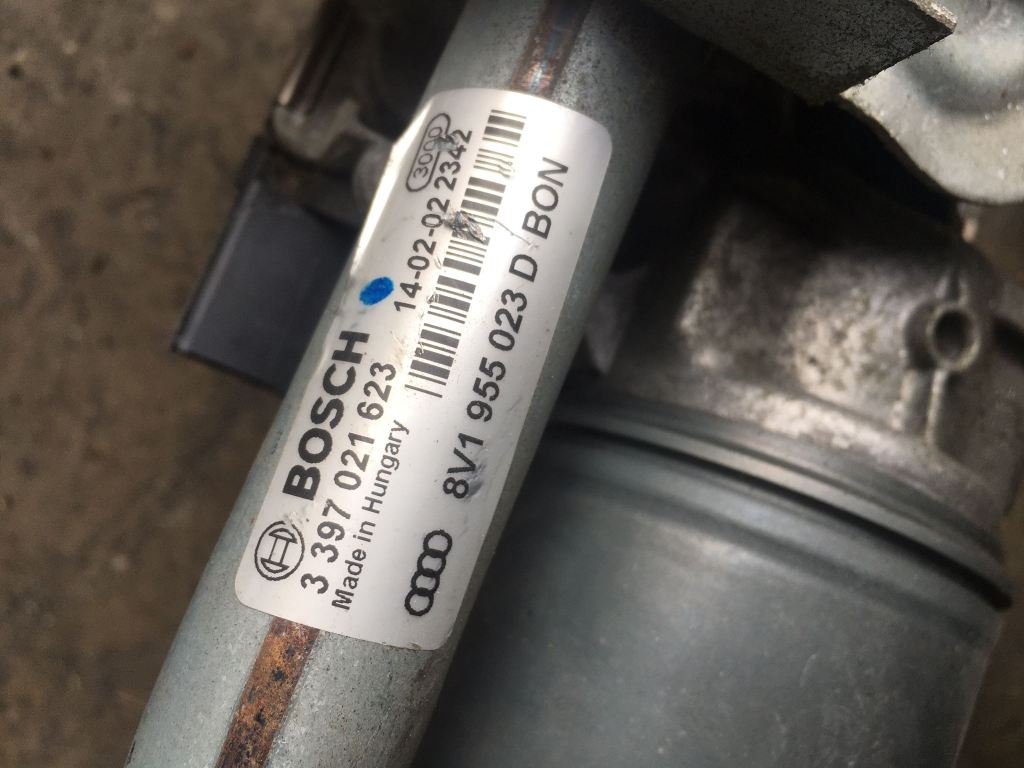 BOSCH
3 397 021 623
Made in Hungary
3000
14-02-02 2342
8V1 955 023 D BON